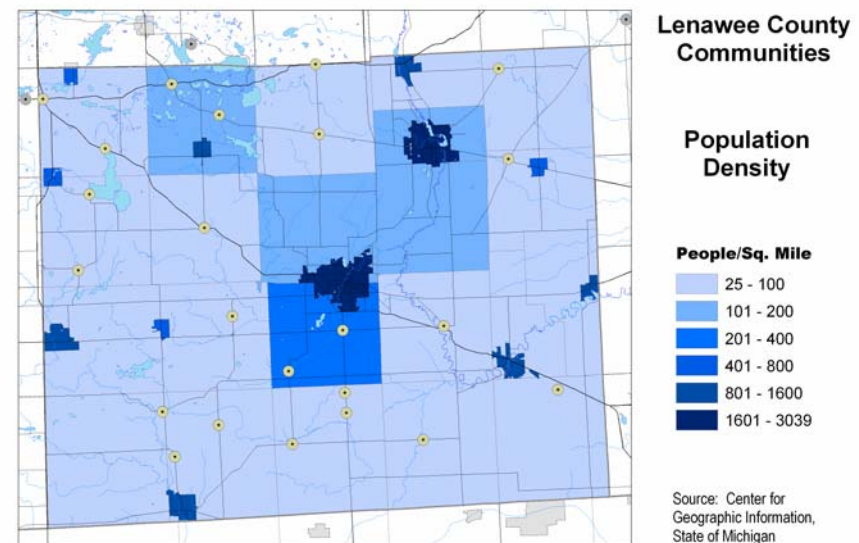 Lenawee County
Communities
Population
Density
People/Sq. Mile
25 - 100
101 - 200
201 - 400
401 - 800
801 - 1600
1601 - 3039
Source: Center for
Geographic Information,
State of Michigan